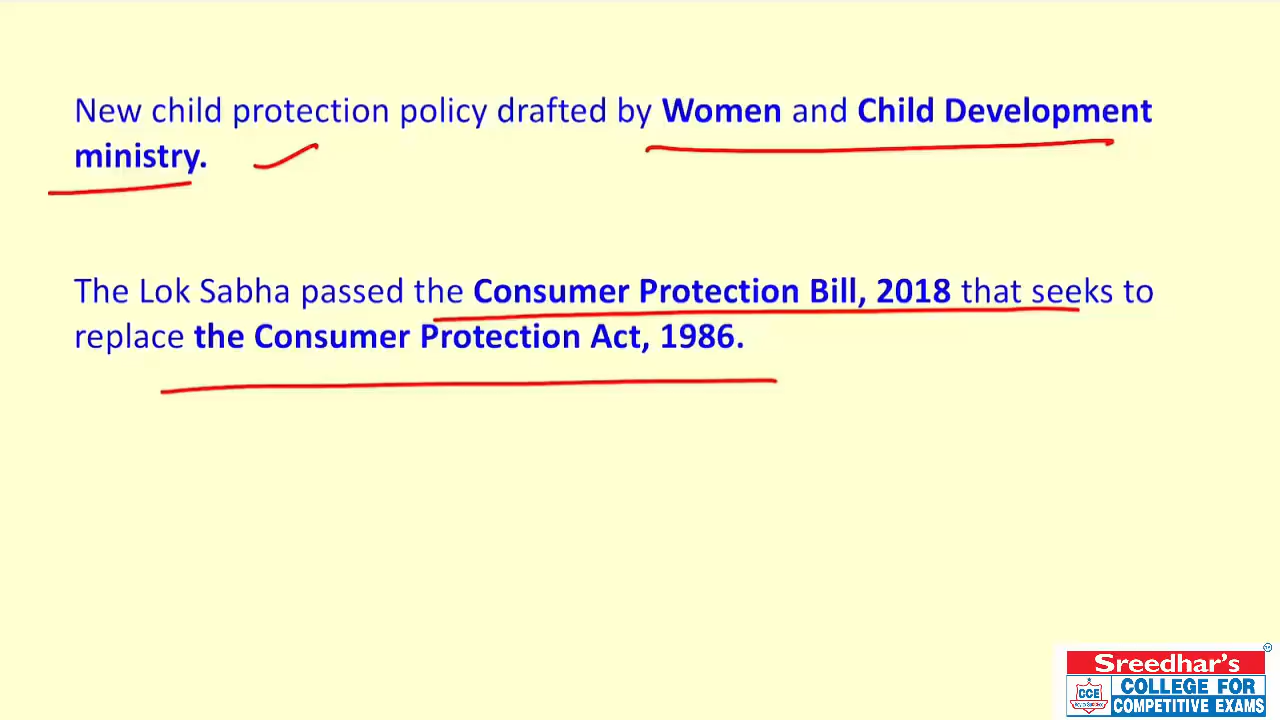 New child protection policy drafted by Women and Child Development
ministry.
The Lok Sabha passed the Consumer Protection Bill, 2018 that seeks to
replace the Consumer Protection Act, 1986.
Sreedhar's
CCE
COLLEGE FOR
COMPETITIVE EXAMS